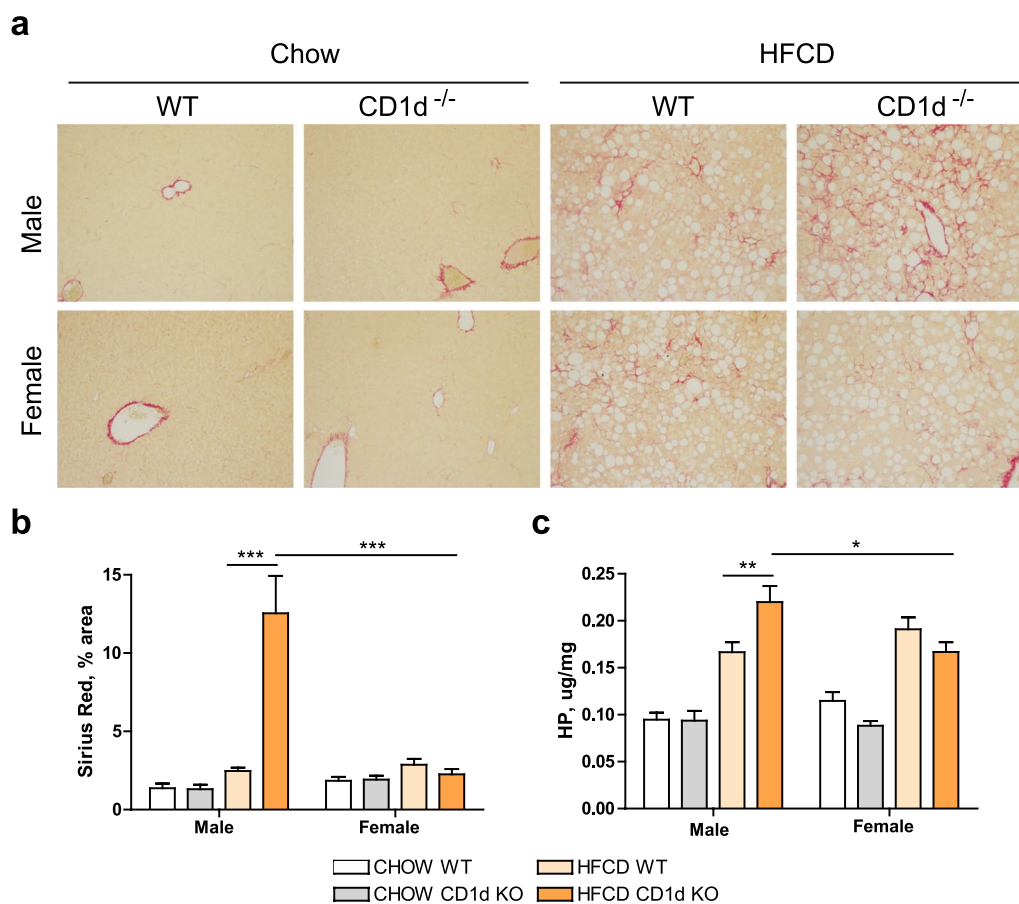 a
Chow HFCD
WT CD1d -/- WT CD1d -/-
Male
Female
b
*** ***
15
10
5
0
Sirius Red, % area
Male Female
c
** *
0.25
0.20
0.15
0.10
0.05
0.00
HP, ug/mg
Male Female
CHOW WT HFCD WT
CHOW CD1d KO HFCD CD1d KO